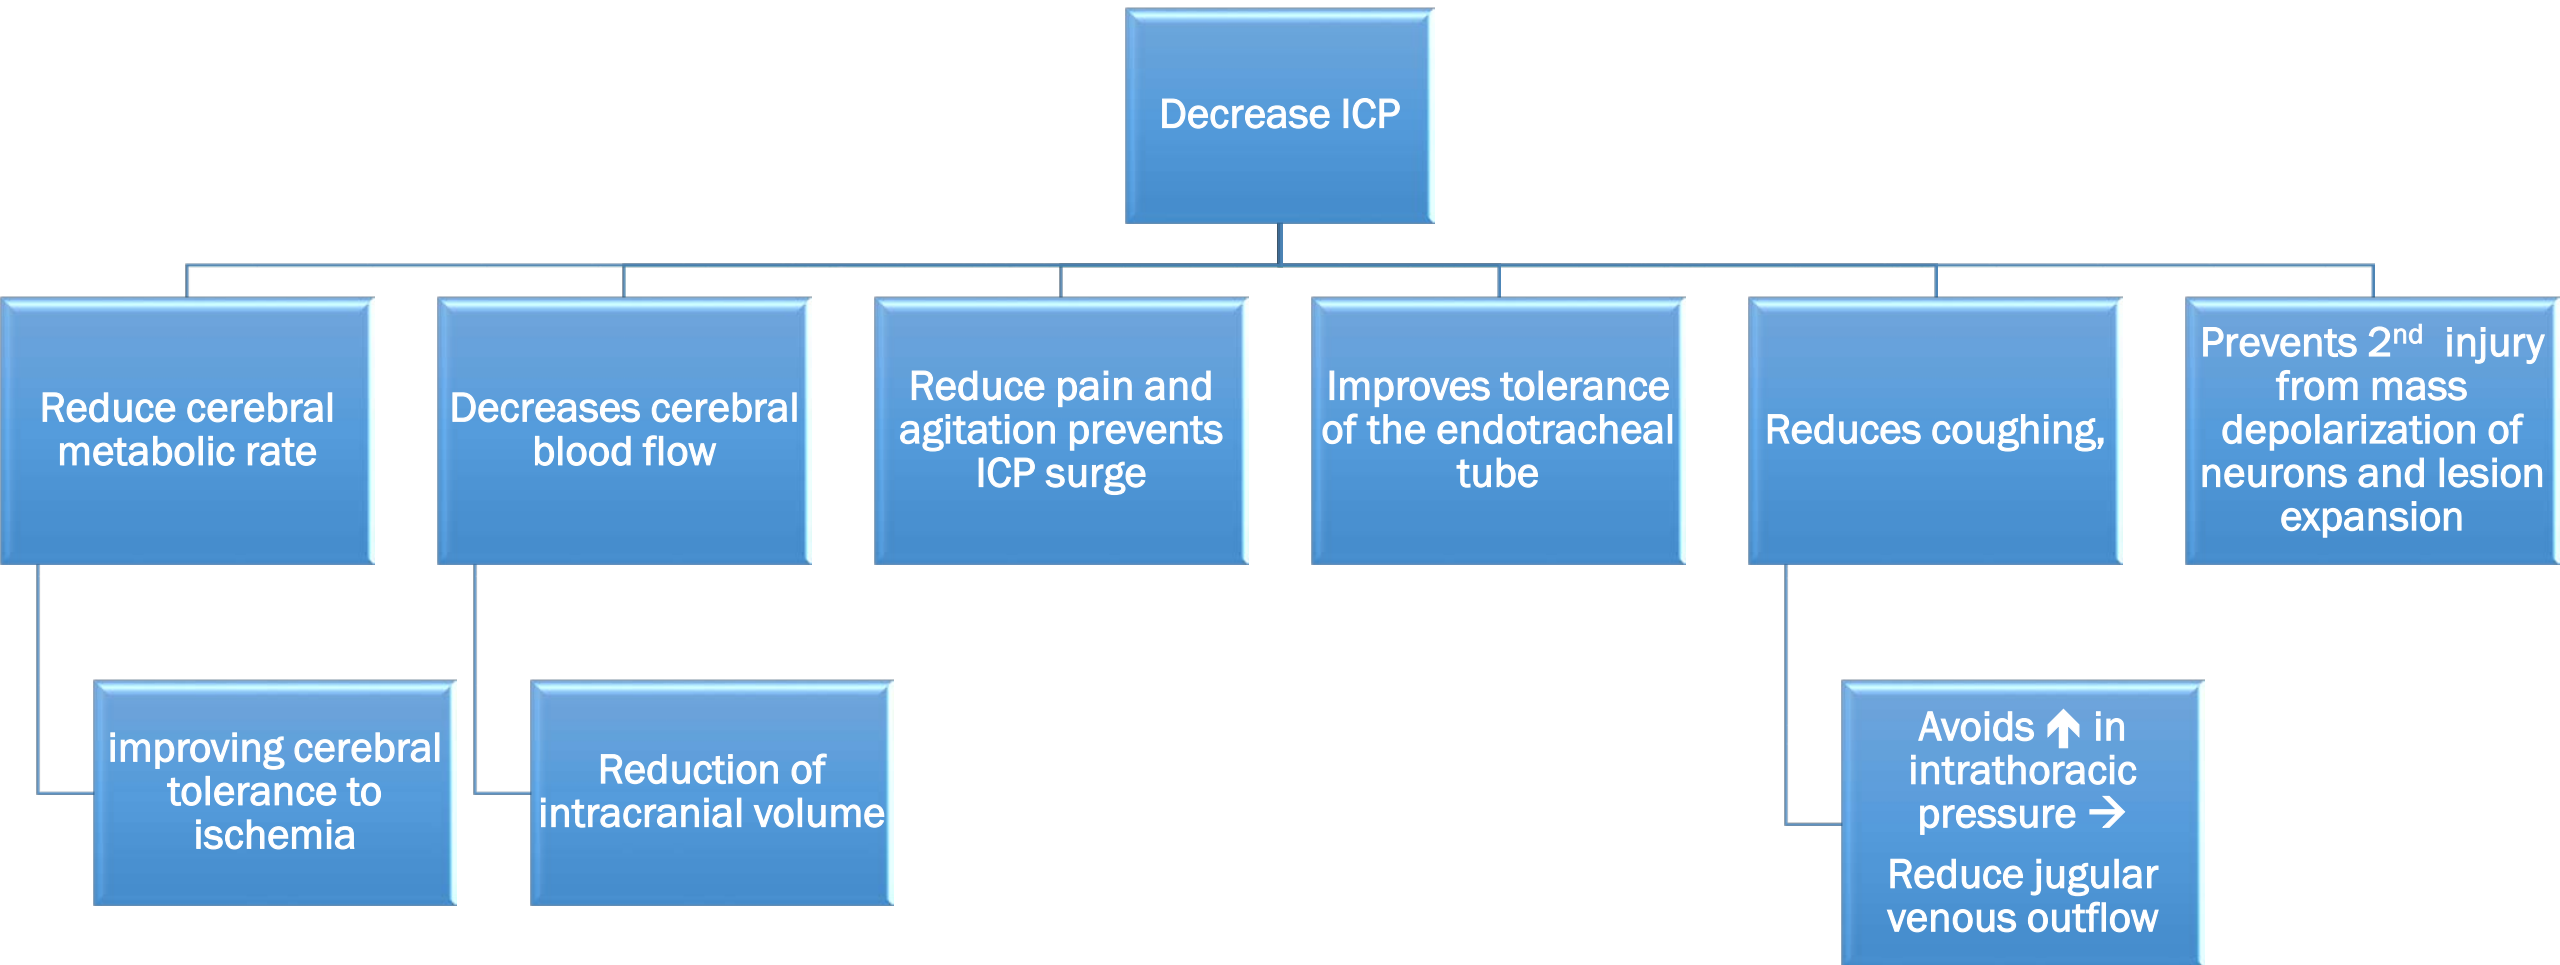 Decrease ICP
Reduce cerebral
metabolic rate
Decreases cerebral
blood flow
Reduce pain and
agitation prevents
ICP surge
Improves tolerance
of the endotracheal
tube
Reduces coughing,
Prevents 2nd injury
from mass
depolarization of
neurons and lesion
expansion
improving cerebral
tolerance to
ischemia
Reduction of
intracranial volume
Avoids ↑ in
intrathoracic
pressure →
Reduce jugular
venous outflow